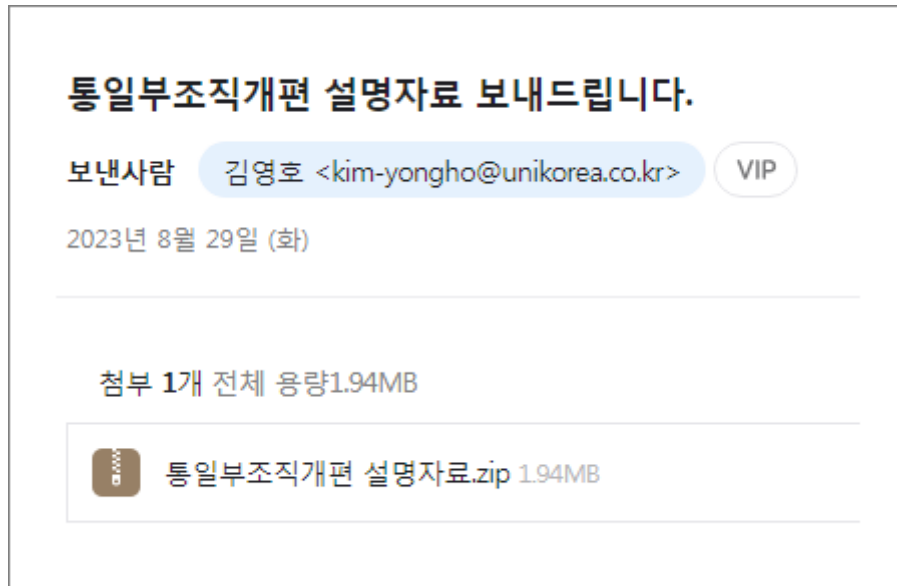 통일부조직개편 설명자료 보내드립니다.
보낸사람 김영호 <kim-yongho@unikorea.co.kr> VIP
2023년 8월 29일 (화)
첨부 1개 전체 용량1.94MB
통일부조직개편 설명자료.zip 1.94MB